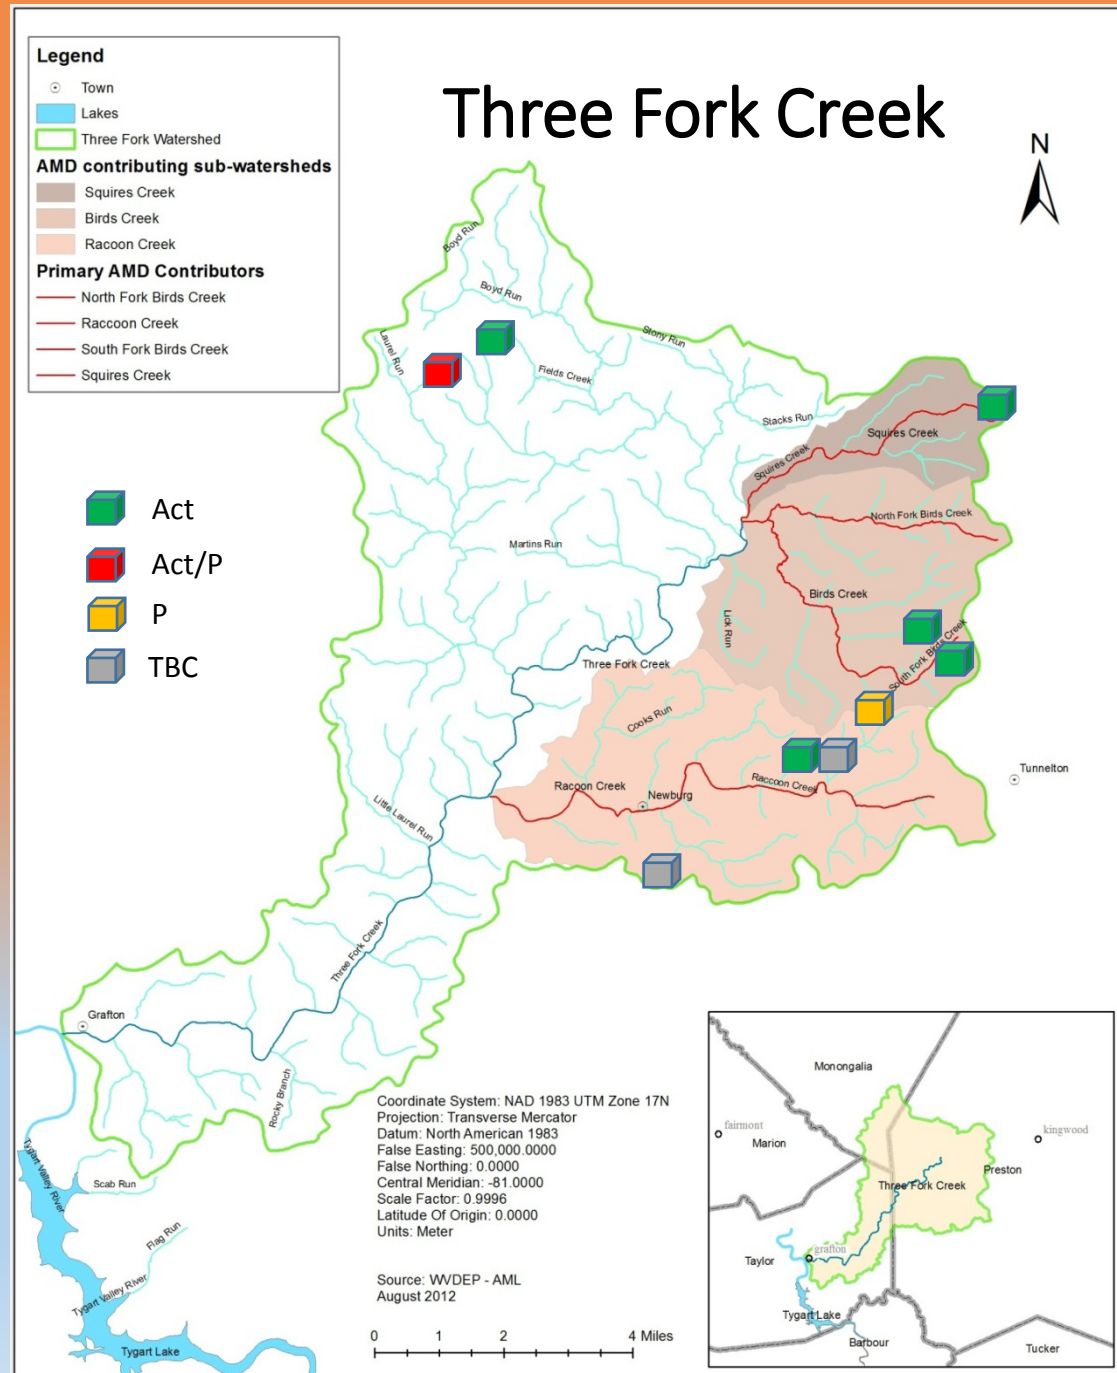 Three Fork Creek
Legend
Town
Lakes
Three Fork Watershed
AMD contributing sub-watersheds
Squires Creek
Birds Creek
Racoon Creek
Primary AMD Contributors
North Fork Birds Creek
Raccoon Creek
South Fork Birds Creek
Squires Creek
N
Act
Act/P
P
TBC
Boyd Run
Boyd Run
Laurel Run
Fields Creek
Stony Run
Stacks Run
Squires Creek
Squires Creek
North Fork Birds Creek
Martins Run
Birds Creek
Lick Run
South Fork Birds Creek
Three Fork Creek
Cooks Run
Racoon Creek
Newburg
Raccoon Creek
Tunnelton
Little Laurel Run
Three Fork Creek
Grafton
Rocky Branch
Tygart Valley River
Scab Run
Flag Run
Tygart Valley River
Tygart Lake
Coordinate System: NAD 1983 UTM Zone 17N
Projection: Transverse Mercator
Datum: North American 1983
False Easting: 500,000.0000
False Northing: 0.0000
Central Meridian: -81.0000
Scale Factor: 0.9996
Latitude Of Origin: 0.0000
Units: Meter
Source: WVDEP - AML
August 2012
0 1 2 4 Miles
Monongalia
fairmont
Marion
kingwood
Preston
Three Fork Creek
grafton
Taylor
Tygart Lake
Barbour
Tucker